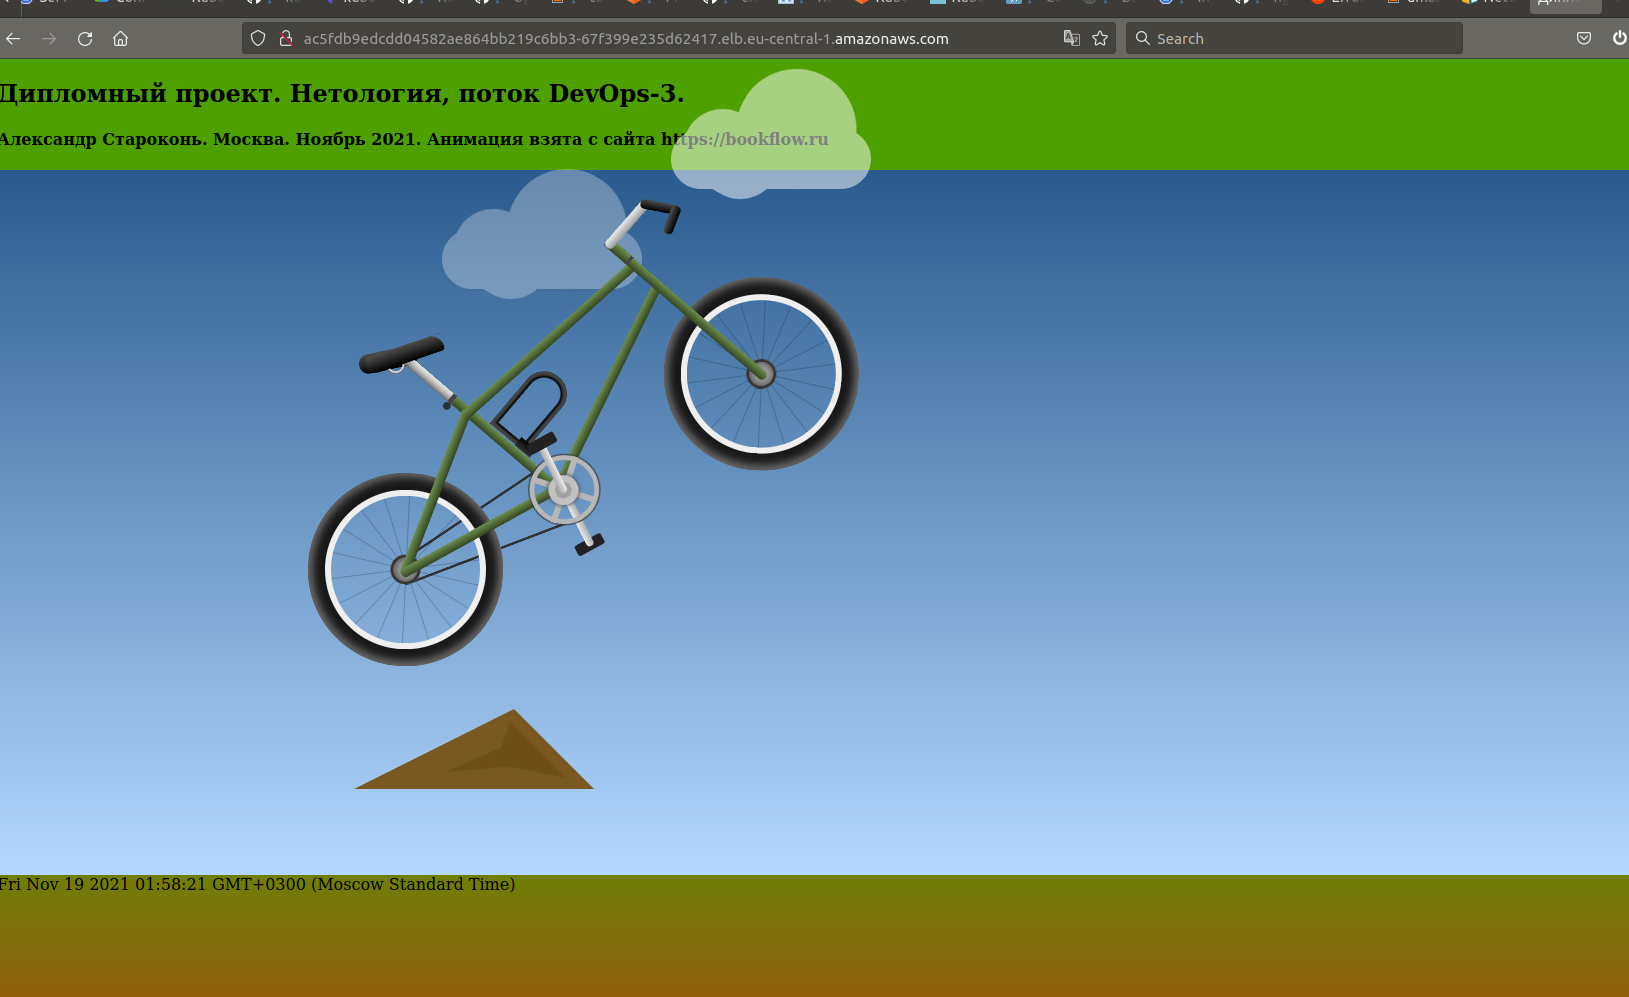 ac5fdb9edcdd04582ae864bb219c6bb3-67f399e235d62417.elb.eu-central-1.amazonaws.com
Search
Дипломный проект. Нетология, поток DevOps-3.
Александр Староконь. Москва. Ноябрь 2021. Анимация взята с сайта https://bookflow.ru
Fri Nov 19 2021 01:58:21 GMT+0300 (Moscow Standard Time)